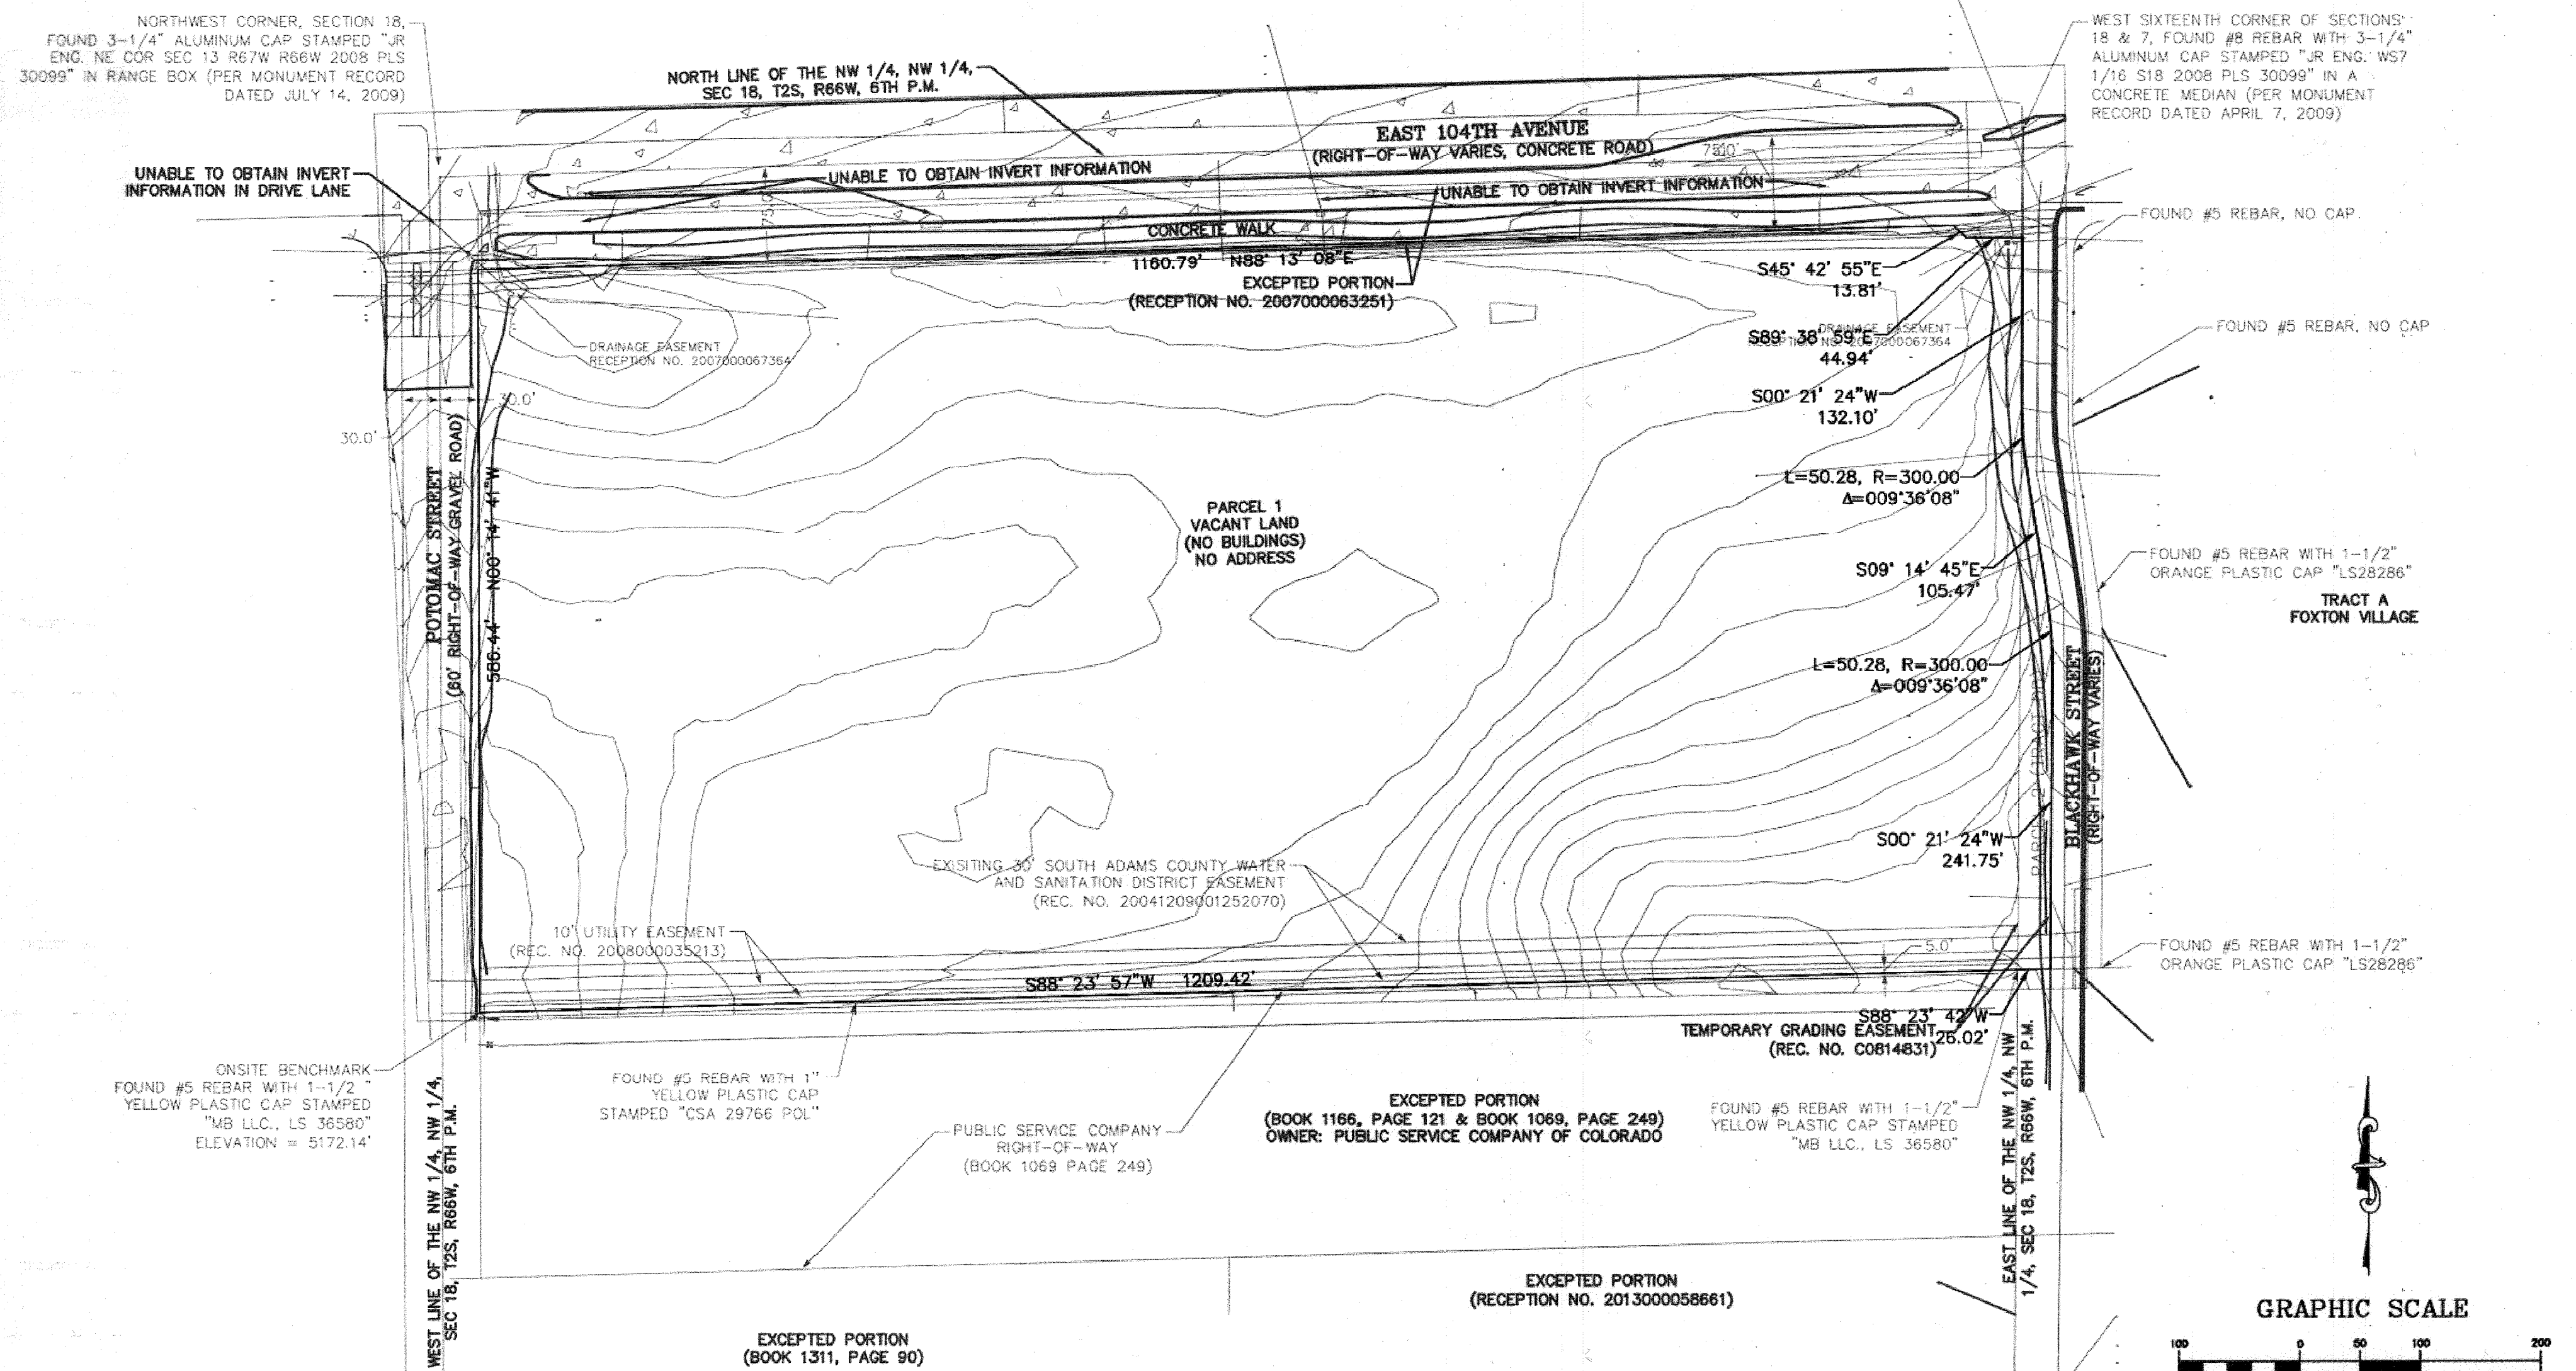 NORTHWEST CORNER, SECTION 18,
FOUND 3-1/4" ALUMINUM CAP STAMPED "JR
ENG. NE COR SEC 13 R67W R66W 2008 PLS
30099" IN RANGE BOX (PER MONUMENT RECORD
DATED JULY 14, 2009)
NORTH LINE OF THE NW 1/4, NW 1/4,
SEC 18, T2S, R66W, 6TH P.M.
WEST SIXTEENTH CORNER OF SECTIONS
18 & 7, FOUND #8 REBAR WITH 3-1/4"
ALUMINUM CAP STAMPED "JR ENG. WS7
1/16 S18 2008 PLS 30099" IN A
CONCRETE MEDIAN (PER MONUMENT
RECORD DATED APRIL 7, 2009)
EAST 104TH AVENUE
(RIGHT-OF-WAY VARIES, CONCRETE ROAD)
75.0'
UNABLE TO OBTAIN INVERT
INFORMATION IN DRIVE LANE
UNABLE TO OBTAIN INVERT INFORMATION
UNABLE TO OBTAIN INVERT INFORMATION
75.0'
FOUND #5 REBAR, NO CAP
CONCRETE WALK
1160.79' N88° 13' 08"E
EXCEPTED PORTION
(RECEPTION NO. 2007000063251)
S45° 42' 55"E
13.81'
DRAINAGE EASEMENT
RECEPTION NO. 2007000067364
DRAINAGE EASEMENT
RECEPTION NO. 2007000067364
S89° 38' 59"E
44.94'
FOUND #5 REBAR, NO CAP
S00° 21' 24"W
132.10'
30.0'
30.0'
POTOMAC STREET
(60' RIGHT-OF-WAY GRAVEL ROAD)
586.44' N00° 14' 41"W
L=50.28, R=300.00
Δ=009°36'08"
PARCEL 1
VACANT LAND
(NO BUILDINGS)
NO ADDRESS
S09° 14' 45"E
105.47'
FOUND #5 REBAR WITH 1-1/2"
ORANGE PLASTIC CAP "LS28286"
TRACT A
FOXTON VILLAGE
L=50.28, R=300.00
Δ=009°36'08"
BLACKHAWK STREET
(RIGHT-OF-WAY VARIES)
S00° 21' 24"W
241.75'
EXISITING 30' SOUTH ADAMS COUNTY WATER
AND SANITATION DISTRICT EASEMENT
(REC. NO. 20041209001252070)
10' UTILITY EASEMENT
(REC. NO. 2008000035213)
5.0'
FOUND #5 REBAR WITH 1-1/2"
ORANGE PLASTIC CAP "LS28286"
S88° 23' 57"W 1209.42'
S88° 23' 42"W
26.02'
TEMPORARY GRADING EASEMENT
(REC. NO. C0814831)
ONSITE BENCHMARK
FOUND #5 REBAR WITH 1-1/2 "
YELLOW PLASTIC CAP STAMPED
"MB LLC., LS 36580"
ELEVATION = 5172.14'
FOUND #5 REBAR WITH 1"
YELLOW PLASTIC CAP
STAMPED "CSA 29766 POL"
PUBLIC SERVICE COMPANY
RIGHT-OF-WAY
(BOOK 1069 PAGE 249)
EXCEPTED PORTION
(BOOK 1166, PAGE 121 & BOOK 1069, PAGE 249)
OWNER: PUBLIC SERVICE COMPANY OF COLORADO
FOUND #5 REBAR WITH 1-1/2"
YELLOW PLASTIC CAP STAMPED
"MB LLC., LS 36580"
WEST LINE OF THE NW 1/4, NW 1/4,
SEC 18, T2S, R66W, 6TH P.M.
EAST LINE OF THE NW 1/4, NW
1/4, SEC 18, T2S, R66W, 6TH P.M.
EXCEPTED PORTION
(RECEPTION NO. 2013000058661)
EXCEPTED PORTION
(BOOK 1311, PAGE 90)
GRAPHIC SCALE
100 0 50 100 200